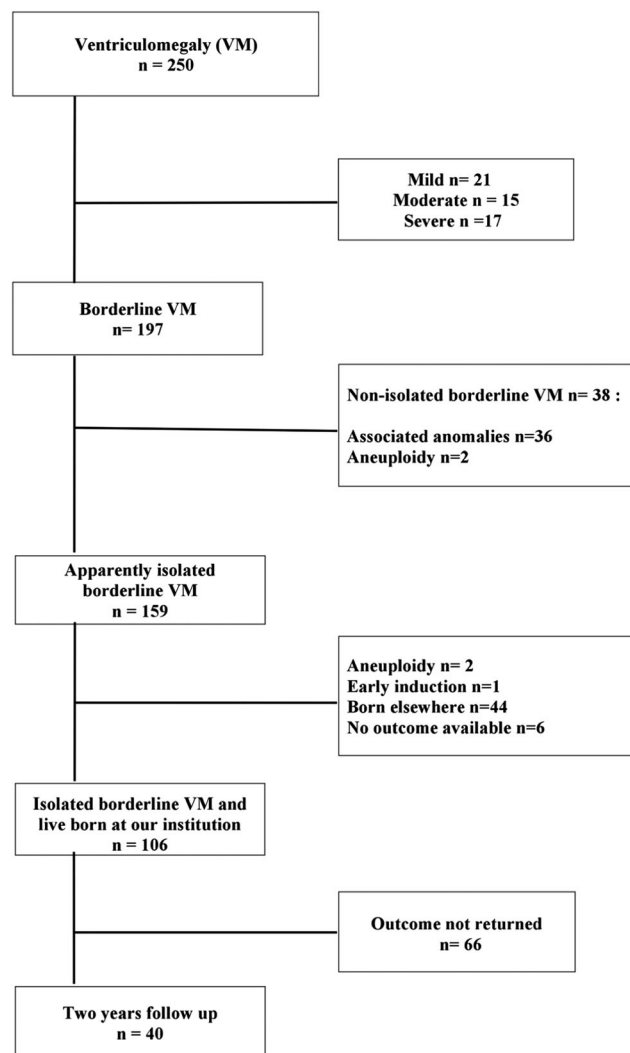 Ventriculomegaly (VM)
n = 250
Mild n= 21
Moderate n = 15
Severe n =17
Borderline VM
n= 197
Non-isolated borderline VM n= 38 :
Associated anomalies n=36
Aneuploidy n=2
Apparently isolated
borderline VM
n = 159
Aneuploidy n= 2
Early induction n=1
Born elsewhere n=44
No outcome available n=6
Isolated borderline VM and
live born at our institution
n = 106
Outcome not returned
n= 66
Two years follow up
n = 40